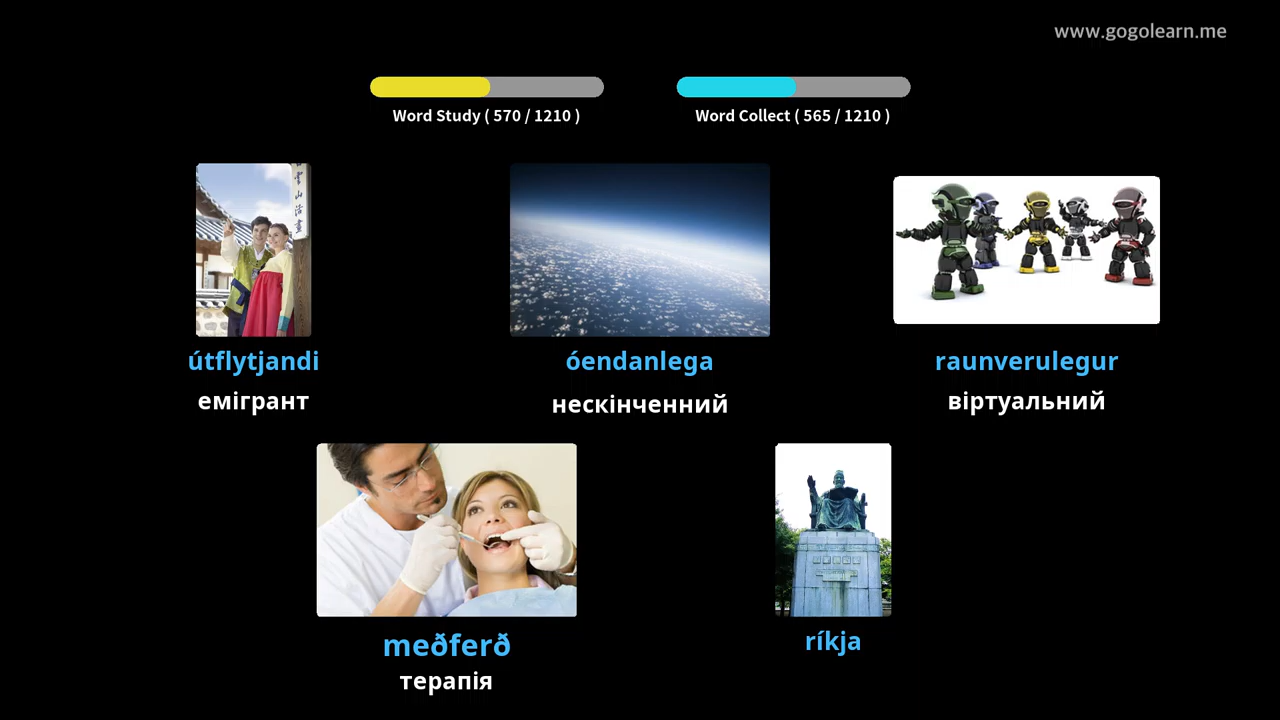 www.gogolearn.me
Word Study ( 570 / 1210 )
Word Collect ( 565 / 1210 )
útflytjandi
óendanlega
raunverulegur
емігрант
нескінченний
віртуальний
meðferð
ríkja
терапія